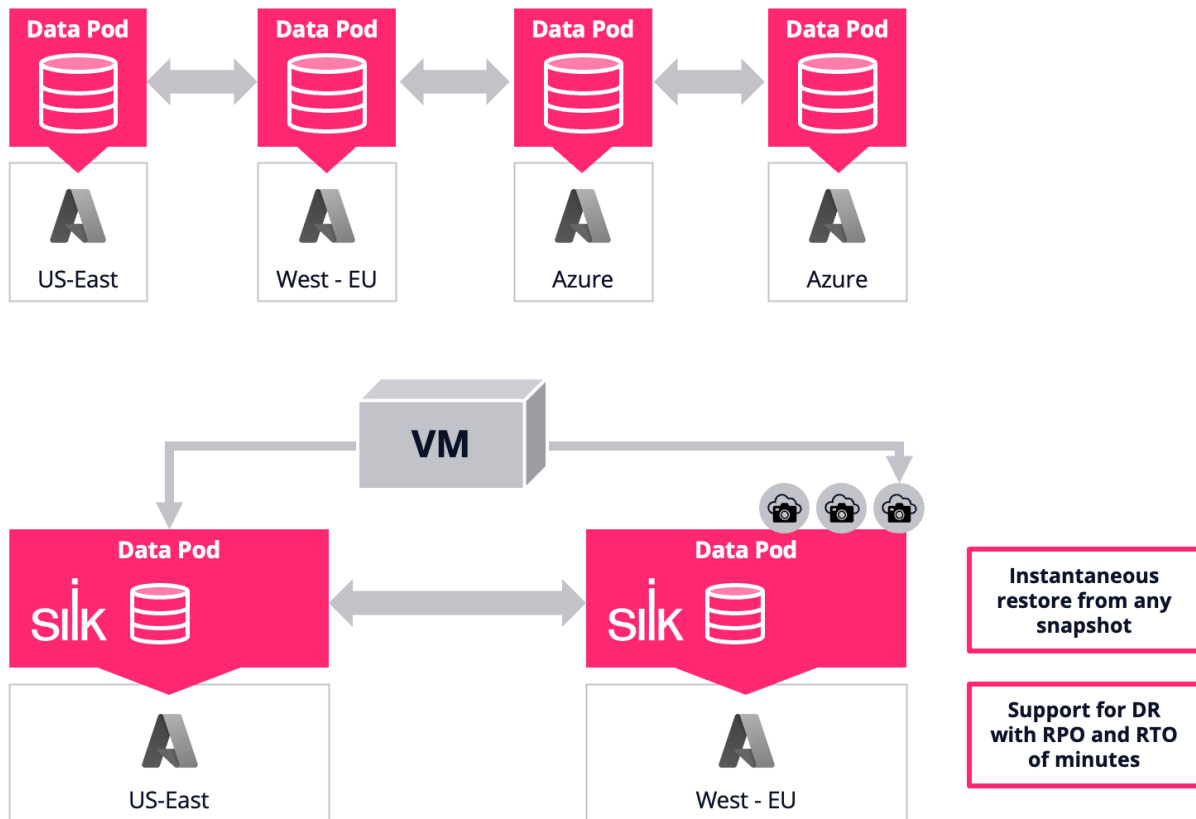 Data Pod
Data Pod
Data Pod
Data Pod
US-East
West - EU
Azure
Azure
VM
Data Pod
Data Pod
silk
silk
US-East
West - EU
Instantaneous
restore from any
snapshot
Support for DR
with RPO and RTO
of minutes